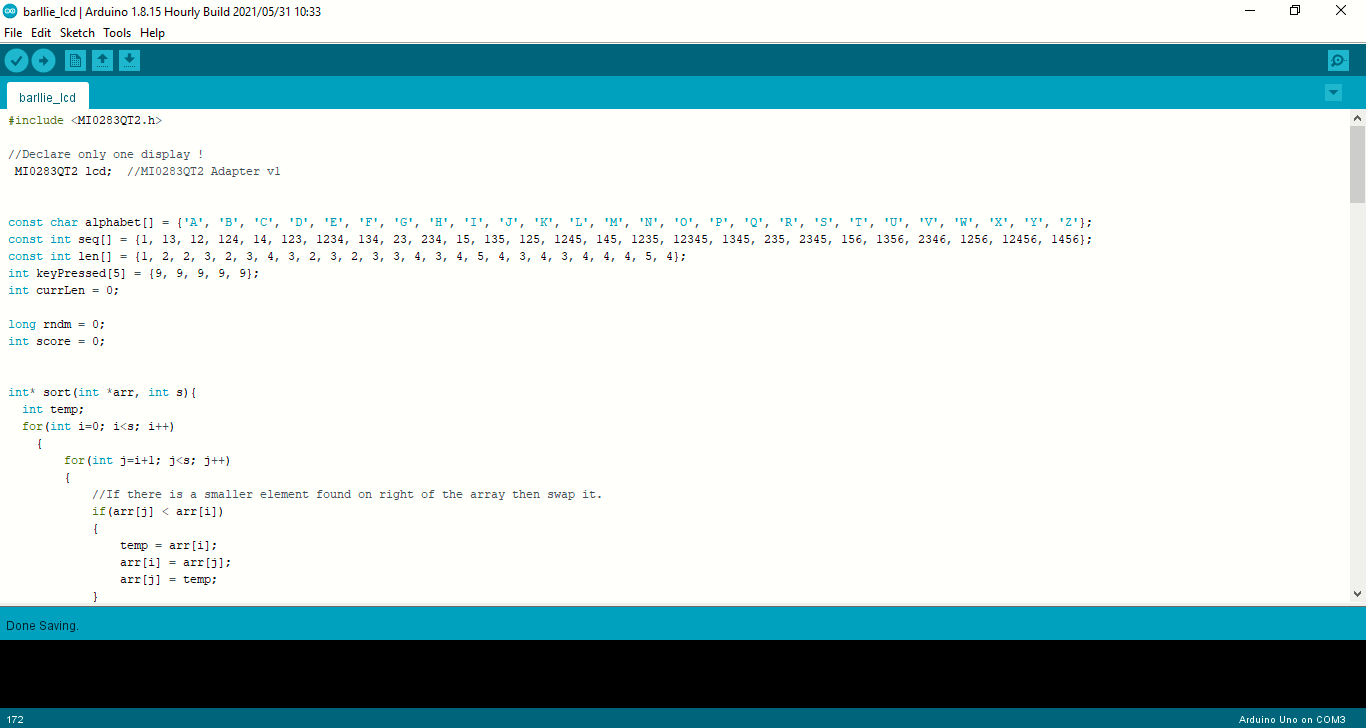 barllie_lcd | Arduino 1.8.15 Hourly Build 2021/05/31 10:33
File Edit Sketch Tools Help
barllie_lcd
#include <MI0283QT2.h>
//Declare only one display !
MI0283QT2 lcd;  //MI0283QT2 Adapter v1
const char alphabet[] = {'A', 'B', 'C', 'D', 'E', 'F', 'G', 'H', 'I', 'J', 'K', 'L', 'M', 'N', 'O', 'P', 'Q', 'R', 'S', 'T', 'U', 'V', 'W', 'X', 'Y', 'Z'};
const int seq[] = {1, 13, 12, 124, 14, 123, 1234, 134, 23, 234, 15, 135, 125, 1245, 145, 1235, 12345, 1345, 235, 2345, 156, 1356, 2346, 1256, 12456, 1456};
const int len[] = {1, 2, 2, 3, 2, 3, 4, 3, 2, 3, 2, 3, 3, 4, 3, 4, 5, 4, 3, 4, 3, 4, 4, 4, 5, 4};
int keyPressed[5] = {9, 9, 9, 9, 9};
int currLen = 0;
long rndm = 0;
int score = 0;
int* sort(int *arr, int s){
int temp;
for(int i=0; i<s; i++)
{
for(int j=i+1; j<s; j++)
{
//If there is a smaller element found on right of the array then swap it.
if(arr[j] < arr[i])
{
temp = arr[i];
arr[i] = arr[j];
arr[j] = temp;
}
Done Saving.
172
Arduino Uno on COM3